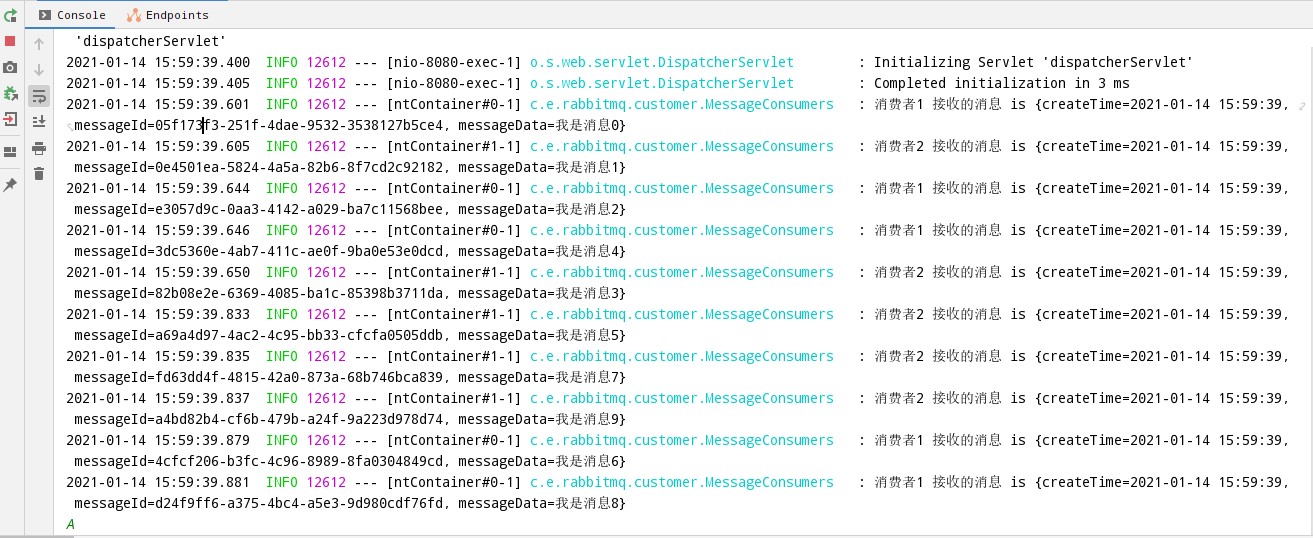 Console Endpoints
'dispatcherServlet'
2021-01-14 15:59:39.400 INFO 12612 --- [nio-8080-exec-1] o.s.web.servlet.DispatcherServlet : Initializing Servlet 'dispatcherServlet'
2021-01-14 15:59:39.405 INFO 12612 --- [nio-8080-exec-1] o.s.web.servlet.DispatcherServlet : Completed initialization in 3 ms
2021-01-14 15:59:39.601 INFO 12612 --- [ntContainer#0-1] c.e.rabbitmq.customer.MessageConsumers : 消费者1 接收的消息 is {createTime=2021-01-14 15:59:39,
messageId=05f173f3-251f-4dae-9532-3538127b5ce4, messageData=我是消息0}
2021-01-14 15:59:39.605 INFO 12612 --- [ntContainer#1-1] c.e.rabbitmq.customer.MessageConsumers : 消费者2 接收的消息 is {createTime=2021-01-14 15:59:39,
messageId=0e4501ea-5824-4a5a-82b6-8f7cd2c92182, messageData=我是消息1}
2021-01-14 15:59:39.644 INFO 12612 --- [ntContainer#0-1] c.e.rabbitmq.customer.MessageConsumers : 消费者1 接收的消息 is {createTime=2021-01-14 15:59:39,
messageId=e3057d9c-0aa3-4142-a029-ba7c11568bee, messageData=我是消息2}
2021-01-14 15:59:39.646 INFO 12612 --- [ntContainer#0-1] c.e.rabbitmq.customer.MessageConsumers : 消费者1 接收的消息 is {createTime=2021-01-14 15:59:39,
messageId=3dc5360e-4ab7-411c-ae0f-9ba0e53e0dcd, messageData=我是消息4}
2021-01-14 15:59:39.650 INFO 12612 --- [ntContainer#1-1] c.e.rabbitmq.customer.MessageConsumers : 消费者2 接收的消息 is {createTime=2021-01-14 15:59:39,
messageId=82b08e2e-6369-4085-ba1c-85398b3711da, messageData=我是消息3}
2021-01-14 15:59:39.833 INFO 12612 --- [ntContainer#1-1] c.e.rabbitmq.customer.MessageConsumers : 消费者2 接收的消息 is {createTime=2021-01-14 15:59:39,
messageId=a69a4d97-4ac2-4c95-bb33-cfcfa0505ddb, messageData=我是消息5}
2021-01-14 15:59:39.835 INFO 12612 --- [ntContainer#1-1] c.e.rabbitmq.customer.MessageConsumers : 消费者2 接收的消息 is {createTime=2021-01-14 15:59:39,
messageId=fd63dd4f-4815-42a0-873a-68b746bca839, messageData=我是消息7}
2021-01-14 15:59:39.837 INFO 12612 --- [ntContainer#1-1] c.e.rabbitmq.customer.MessageConsumers : 消费者2 接收的消息 is {createTime=2021-01-14 15:59:39,
messageId=a4bd82b4-cf6b-479b-a24f-9a223d978d74, messageData=我是消息9}
2021-01-14 15:59:39.879 INFO 12612 --- [ntContainer#0-1] c.e.rabbitmq.customer.MessageConsumers : 消费者1 接收的消息 is {createTime=2021-01-14 15:59:39,
messageId=4cfcf206-b3fc-4c96-8989-8fa0304849cd, messageData=我是消息6}
2021-01-14 15:59:39.881 INFO 12612 --- [ntContainer#0-1] c.e.rabbitmq.customer.MessageConsumers : 消费者1 接收的消息 is {createTime=2021-01-14 15:59:39,
messageId=d24f9ff6-a375-4bc4-a5e3-9d980cdf76fd, messageData=我是消息8}
A